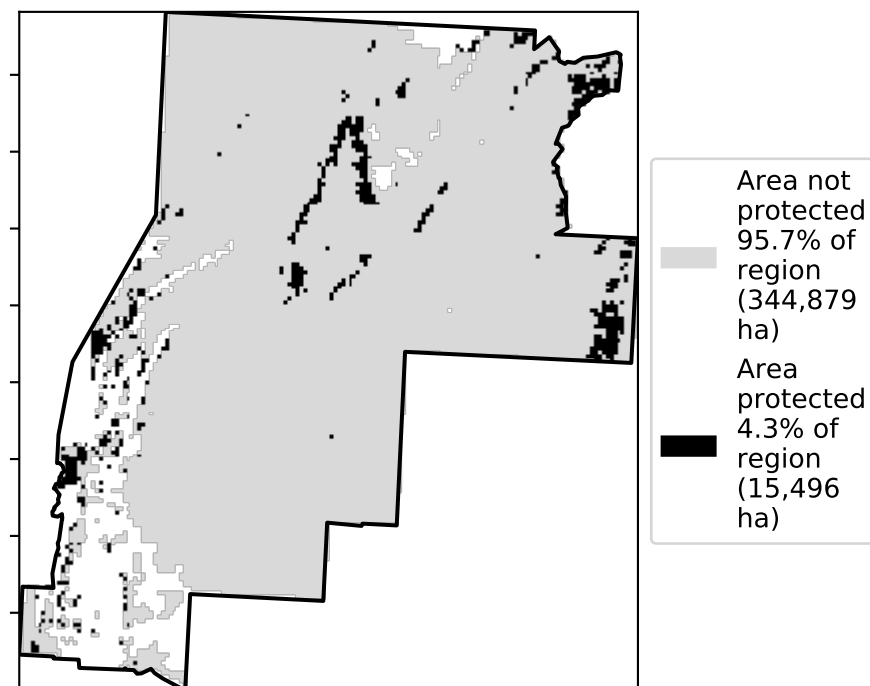 Area not
protected
95.7% of
region
(344,879
ha)
Area
protected
4.3% of
region
(15,496
ha)